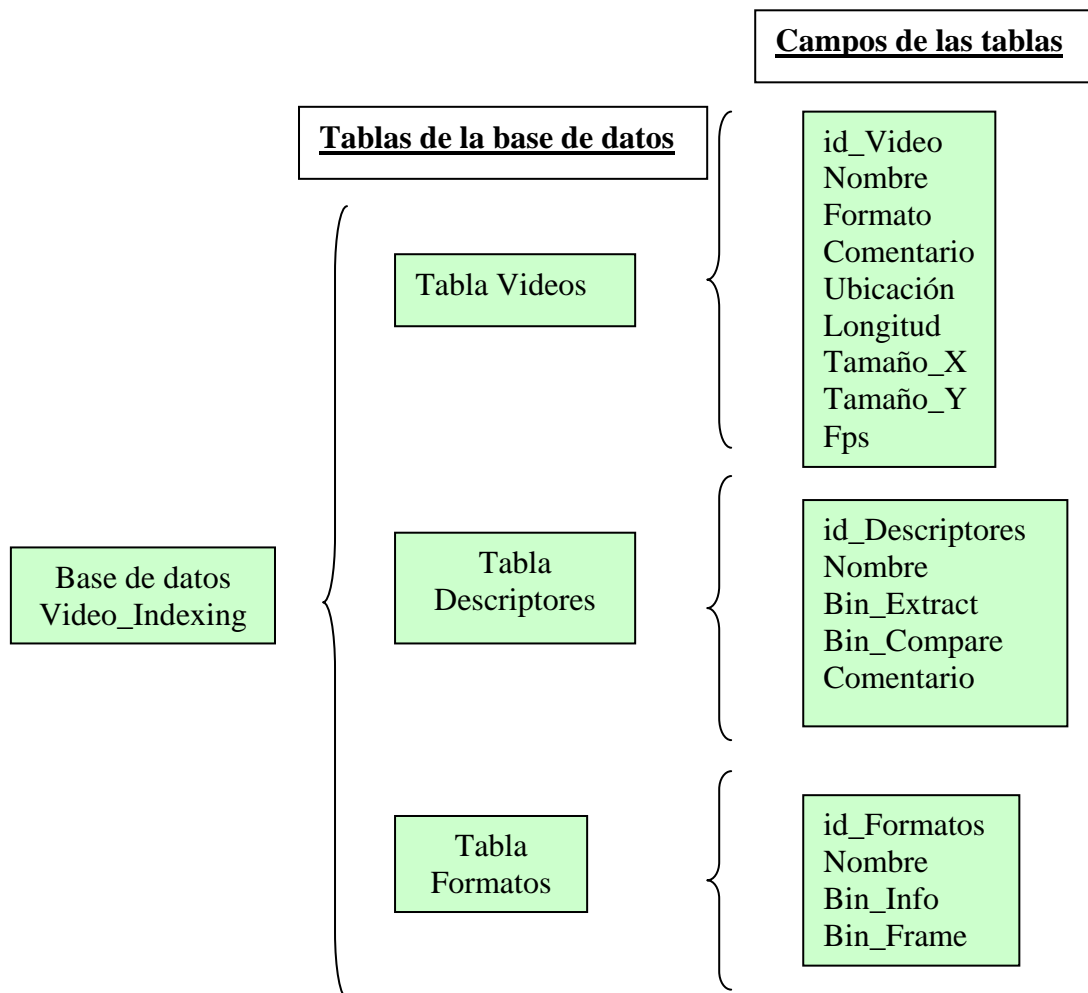 Campos de las tablas
Tablas de la base de datos
Base de datos
Video_Indexing
Tabla Videos
id_Video
Nombre
Formato
Comentario
Ubicación
Longitud
Tamaño_X
Tamaño_Y
Fps
Tabla
Descriptores
id_Descriptores
Nombre
Bin_Extract
Bin_Compare
Comentario
Tabla
Formatos
id_Formatos
Nombre
Bin_Info
Bin_Frame